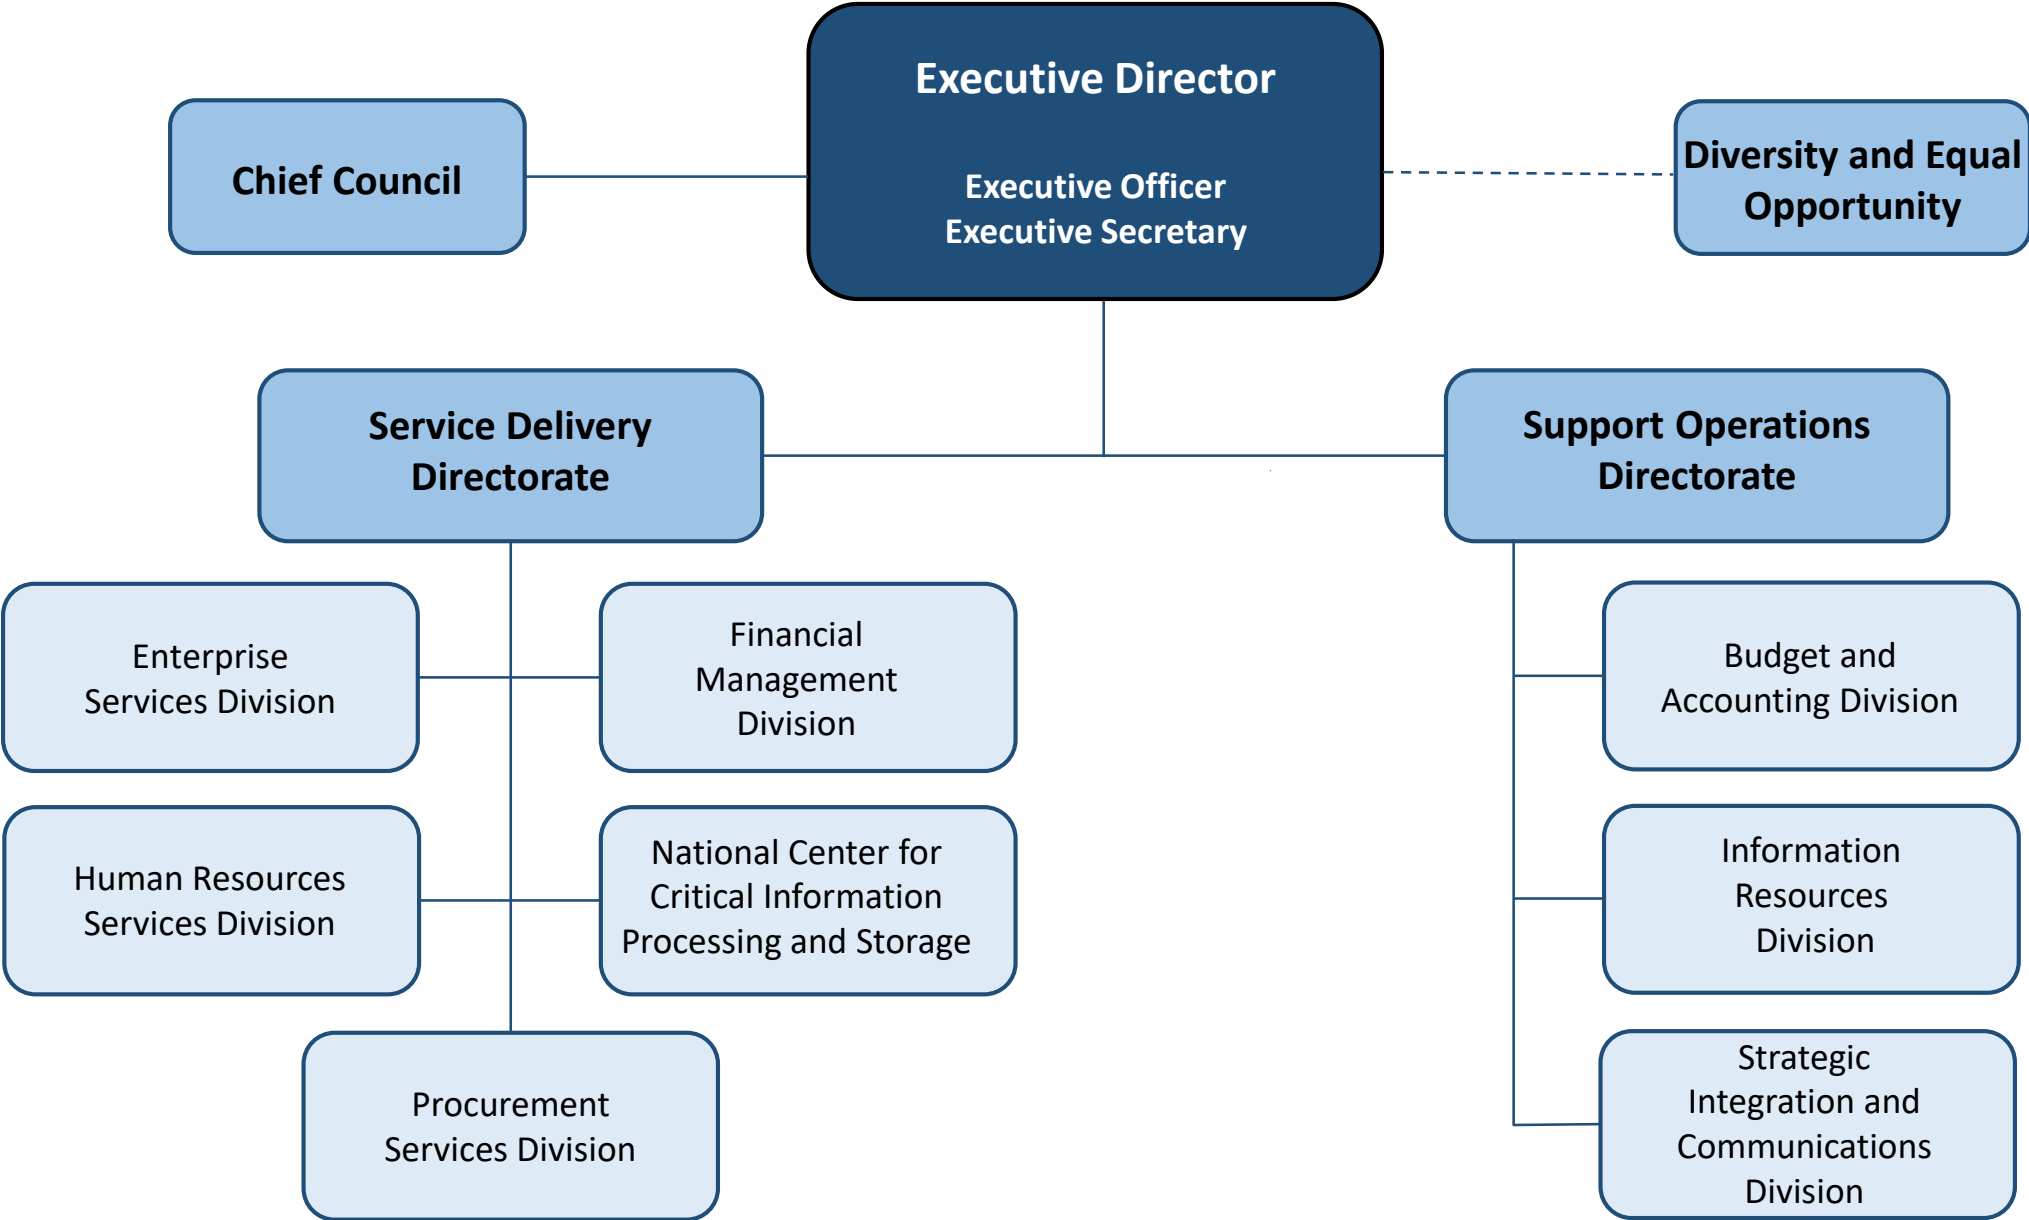 Executive Director
Executive Officer
Executive Secretary
Chief Council
Diversity and Equal
Opportunity
Service Delivery
Directorate
Support Operations
Directorate
Enterprise
Services Division
Financial
Management
Division
Human Resources
Services Division
National Center for
Critical Information
Processing and Storage
Procurement
Services Division
Budget and
Accounting Division
Information
Resources
Division
Strategic
Integration and
Communications
Division